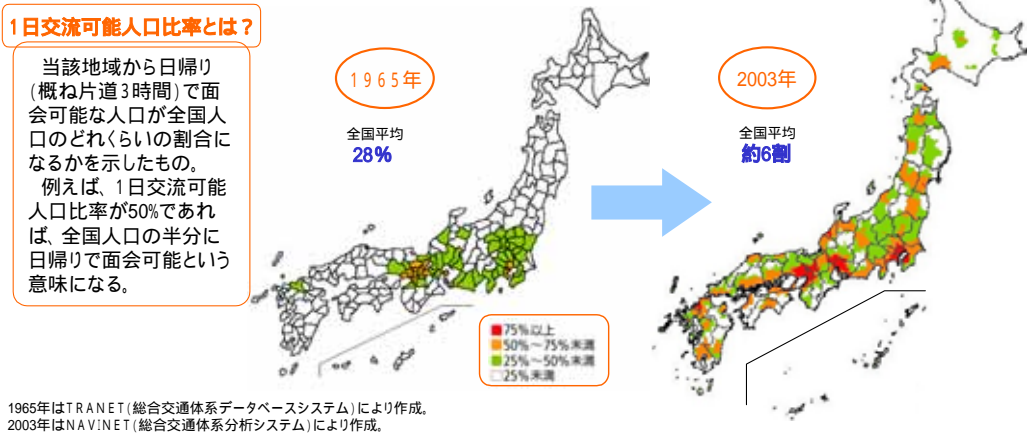 1日交流可能人口比率とは?
当該地域から日帰り
(概ね片道3時間)で面
会可能な人口が全国人
口のどれくらいの割合に
なるかを示したもの。
例えば、1日交流可能
人口比率が50%であれ
ば、全国人口の半分に
日帰りで面会可能という
意味になる。
1965年
全国平均
28%
2003年
全国平均
約6割
75%以上
50%~75%未満
25%~50%未満
25%未満
1965年はTRANET(総合交通体系データベースシステム)により作成。
2003年はNAVINET(総合交通体系分析システム)により作成。